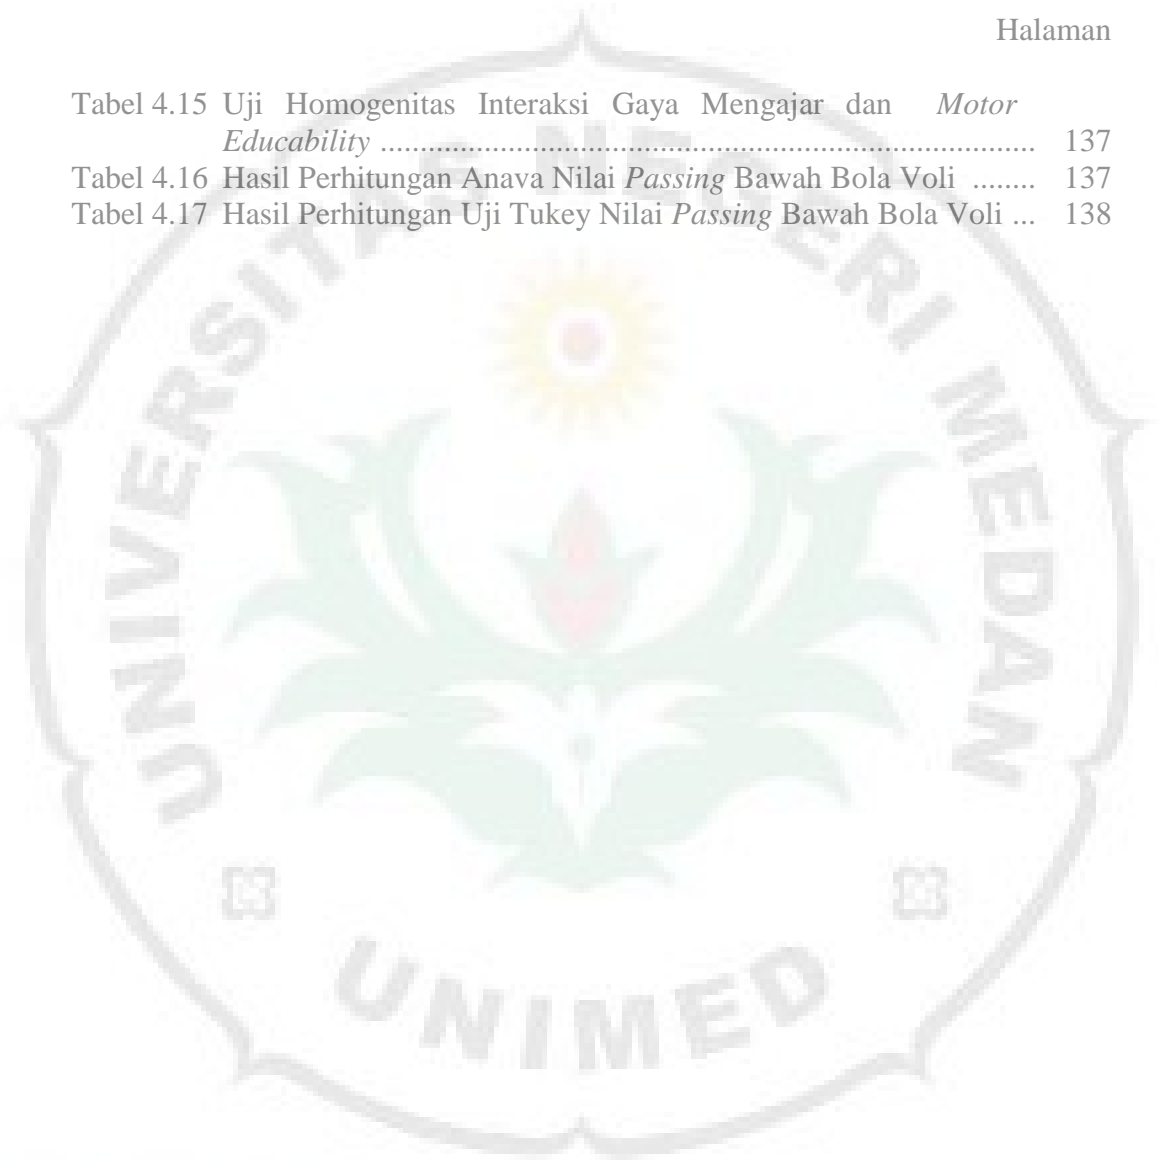 Halaman
Tabel 4.15 Uji Homogenitas Interaksi Gaya Mengajar dan Motor
Educability ........................................................................... 137
Tabel 4.16 Hasil Perhitungan Anava Nilai Passing Bawah Bola Voli ........ 137
Tabel 4.17 Hasil Perhitungan Uji Tukey Nilai Passing Bawah Bola Voli ... 138
UNIVERSITAS NEGERI MEDAN
UNIMED